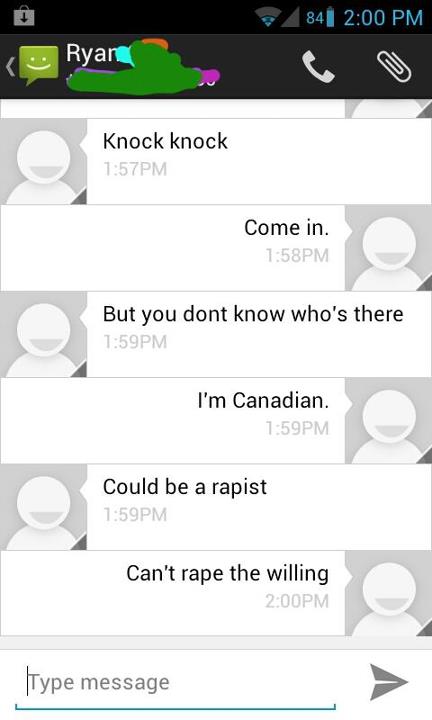 84 2:00 PM
Ryan
Knock knock
1:57PM
Come in.
1:58PM
But you dont know who's there
1:59PM
I'm Canadian.
1:59PM
Could be a rapist
1:59PM
Can't rape the willing
2:00PM
Type message